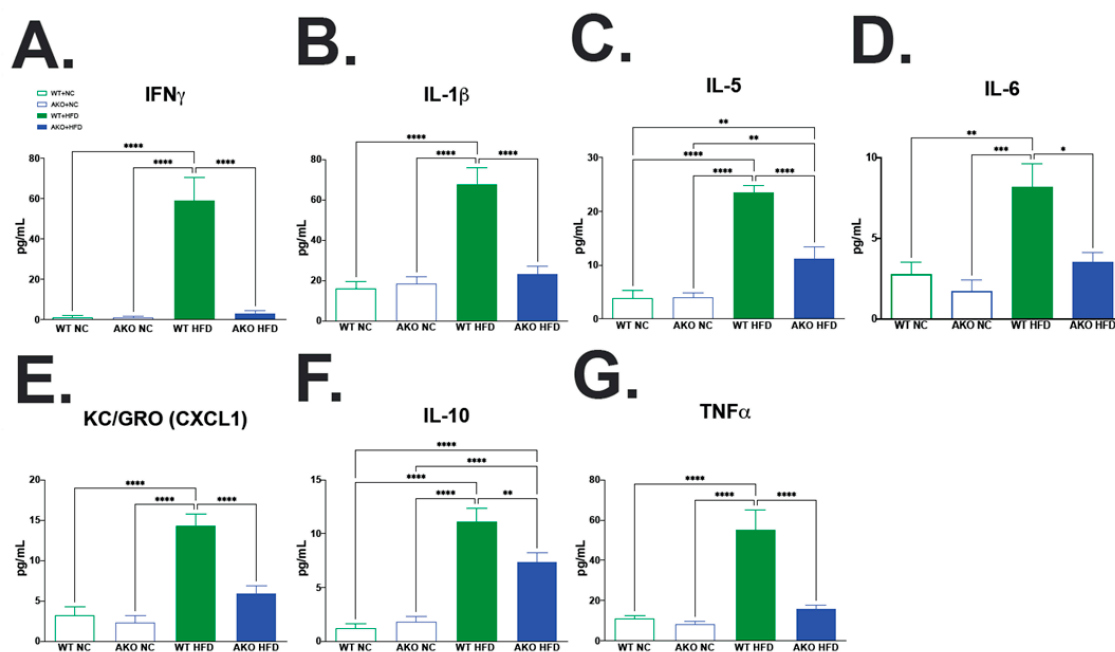 A.
IFNγ
WT+NC
AKO+NC
WT+HFD
AKO+HFD
****
**** ****
80
60
40
20
0
pg/mL
WT NC AKO NC WT HFD AKO HFD
B.
IL-1β
****
**** ****
80
60
40
20
0
pg/mL
WT NC AKO NC WT HFD AKO HFD
C.
IL-5
**
**
****
**** ****
30
20
10
0
pg/mL
WT NC AKO NC WT HFD AKO HFD
D.
IL-6
**
*** *
10
5
0
pg/mL
WT NC AKO NC WT HFD AKO HFD
E.
KC/GRO (CXCL1)
****
**** ****
20
15
10
5
0
pg/mL
WT NC AKO NC WT HFD AKO HFD
F.
IL-10
****
****
****
**** **
15
10
5
0
pg/mL
WT NC AKO NC WT HFD AKO HFD
G.
TNFα
****
**** ****
80
60
40
20
0
pg/mL
WT NC AKO NC WT HFD AKO HFD